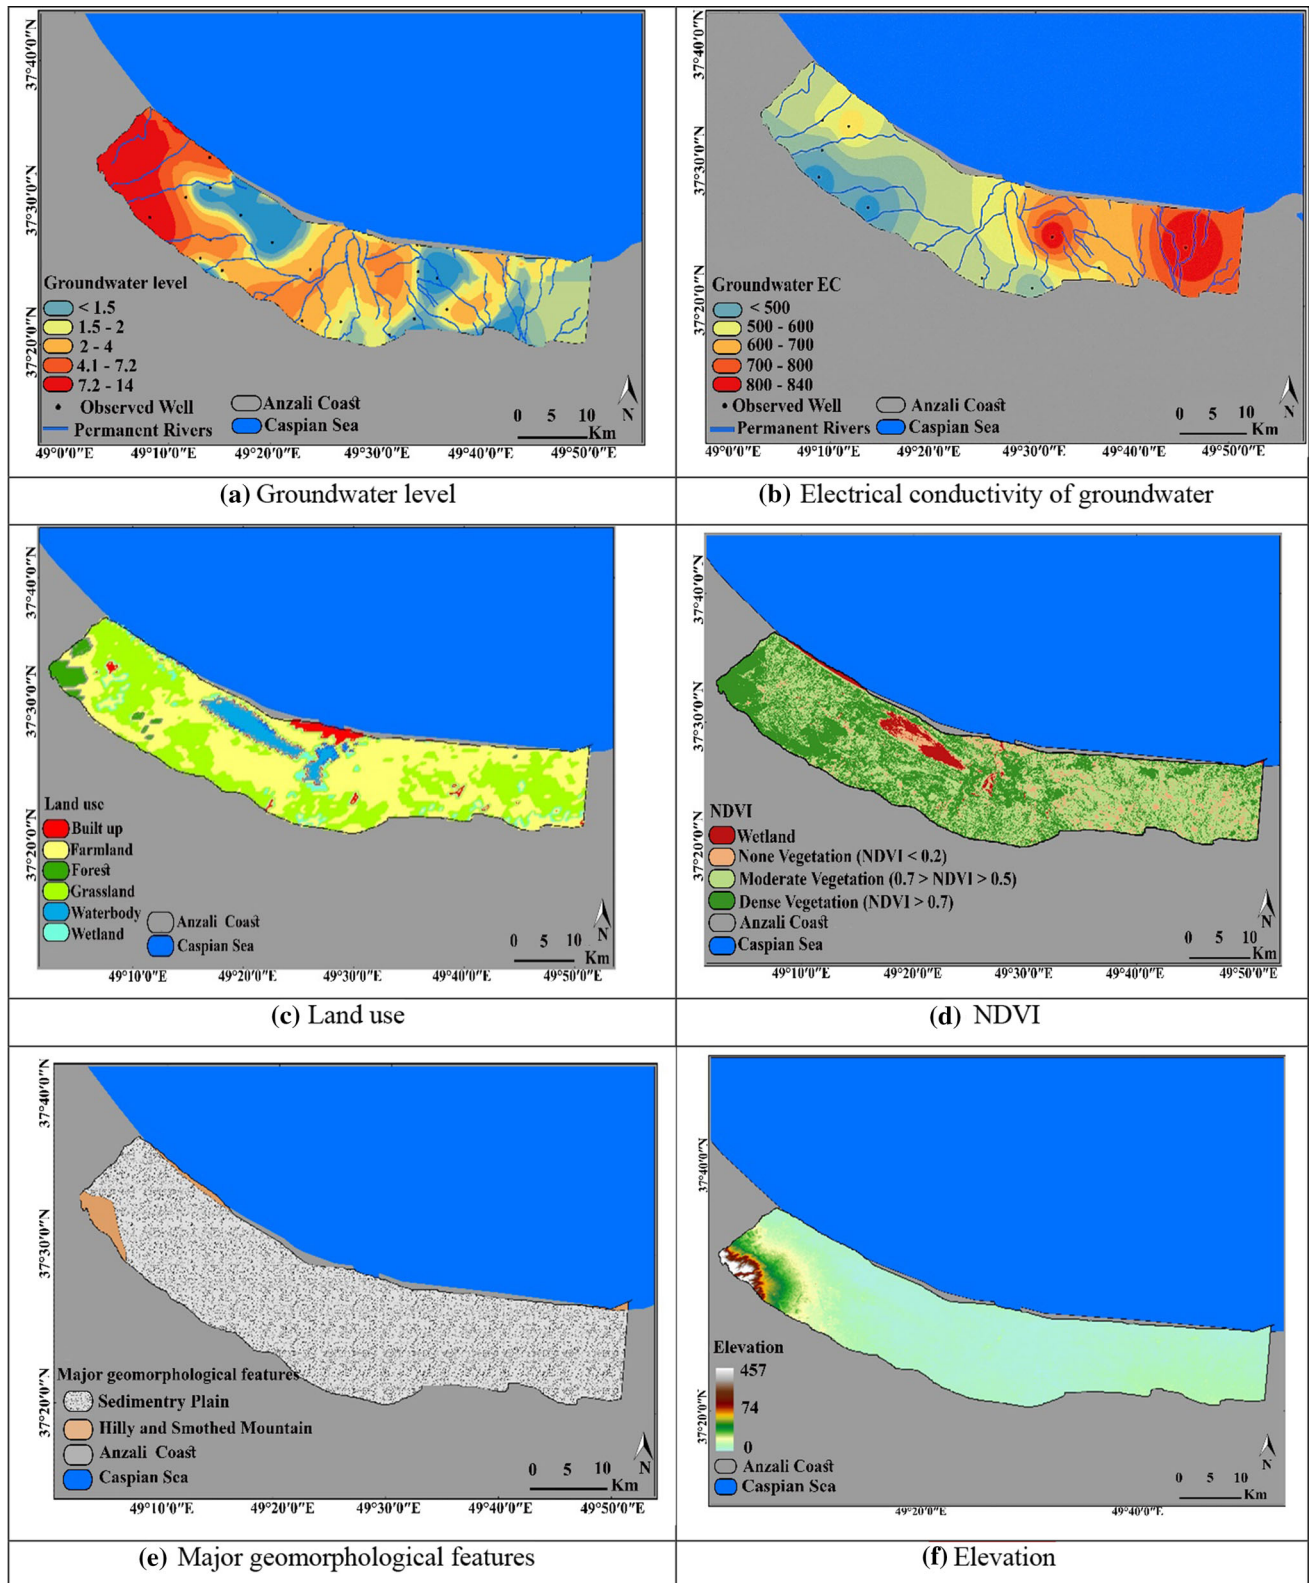 37°40'0"N
37°30'0"N
37°20'0"N
Groundwater level
< 1.5
1.5 - 2
2 - 4
4.1 - 7.2
7.2 - 14
Observed Well
Permanent Rivers
Anzali Coast
Caspian Sea
0 5 10
Km
N
49°0'0"E 49°10'0"E 49°20'0"E 49°30'0"E 49°40'0"E 49°50'0"E
(a) Groundwater level
37°40'0"N
37°30'0"N
37°20'0"N
Groundwater EC
< 500
500 - 600
600 - 700
700 - 800
800 - 840
Observed Well
Permanent Rivers
Anzali Coast
Caspian Sea
0 5 10
Km
N
49°0'0"E 49°10'0"E 49°20'0"E 49°30'0"E 49°40'0"E 49°50'0"E
(b) Electrical conductivity of groundwater
37°40'0"N
37°30'0"N
37°20'0"N
Land use
Built up
Farmland
Forest
Grassland
Waterbody
Wetland
Anzali Coast
Caspian Sea
0 5 10
Km
N
49°10'0"E 49°20'0"E 49°30'0"E 49°40'0"E 49°50'0"E
(c) Land use
37°40'0"N
37°30'0"N
37°20'0"N
NDVI
Wetland
None Vegetation (NDVI < 0.2)
Moderate Vegetation (0.7 > NDVI > 0.5)
Dense Vegetation (NDVI > 0.7)
Anzali Coast
Caspian Sea
0 5 10
Km
N
49°10'0"E 49°20'0"E 49°30'0"E 49°40'0"E 49°50'0"E
(d) NDVI
37°40'0"N
37°30'0"N
37°20'0"N
Major geomorphological features
Sedimentry Plain
Hilly and Smothed Mountain
Anzali Coast
Caspian Sea
0 5 10
Km
N
49°10'0"E 49°20'0"E 49°30'0"E 49°40'0"E 49°50'0"E
(e) Major geomorphological features
37°40'0"N
37°20'0"N
Elevation
457
74
0
Anzali Coast
Caspian Sea
0 5 10
Km
N
49°20'0"E 49°40'0"E
(f) Elevation